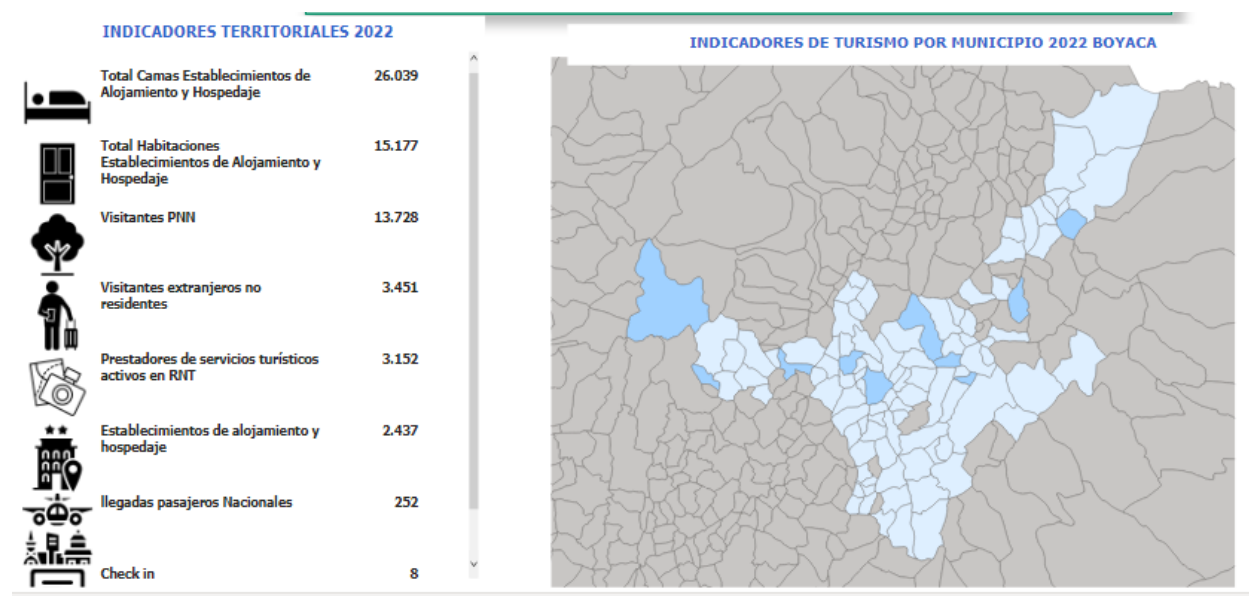 INDICADORES TERRITORIALES 2022
Total Camas Establecimientos de
Alojamiento y Hospedaje
26.039
Total Habitaciones
Establecimientos de Alojamiento y
Hospedaje
15.177
Visitantes PNN
13.728
Visitantes extranjeros no
residentes
3.451
Prestadores de servicios turísticos
activos en RNT
3.152
Establecimientos de alojamiento y
hospedaje
2.437
llegadas pasajeros Nacionales
252
Check in
8
INDICADORES DE TURISMO POR MUNICIPIO 2022 BOYACA